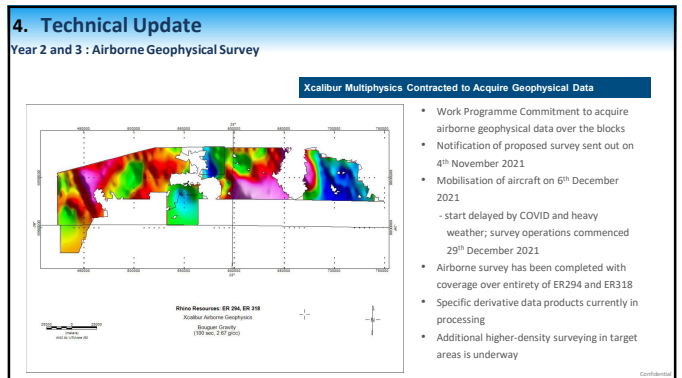 4. Technical Update
Year 2 and 3 : Airborne Geophysical Survey
Xcalibur Multiphysics Contracted to Acquire Geophysical Data
• Work Programme Commitment to acquire
airborne geophysical data over the blocks
• Notification of proposed survey sent out on
4th November 2021
• Mobilisation of aircraft on 6th December
2021
- start delayed by COVID and heavy
weather; survey operations commenced
29th December 2021
• Airborne survey has been completed with
coverage over entirety of ER294 and ER318
• Specific derivative data products currently in
processing
• Additional higher-density surveying in target
areas is underway
Rhino Resources: ER 294, ER 318
Xcalibur Airborne Geophysics
Bouguer Gravity
(100 sec, 2.67 g/cc)
Confidential